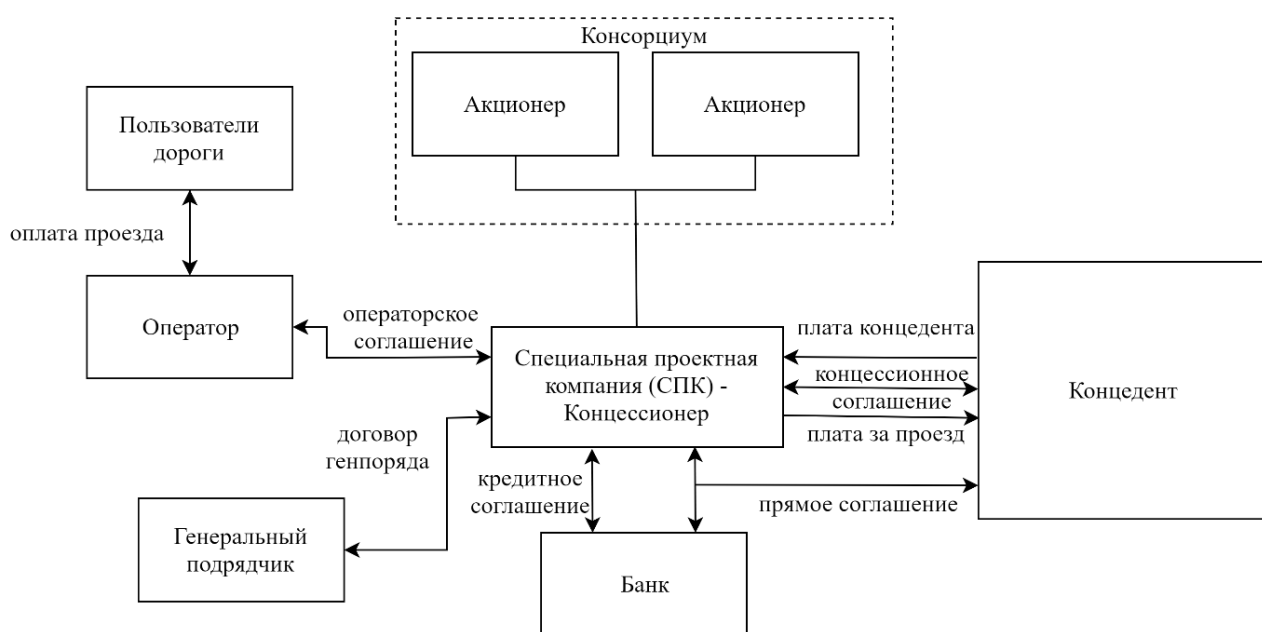 Консорциум
Акционер
Акционер
Пользователи
дороги
оплата проезда
Оператор
операторское
соглашение
Специальная проектная
компания (СПК) -
Концессионер
плата концедента
концессионное
соглашение
плата за проезд
Концедент
договор
генпоряда
кредитное
соглашение
прямое соглашение
Генеральный
подрядчик
Банк